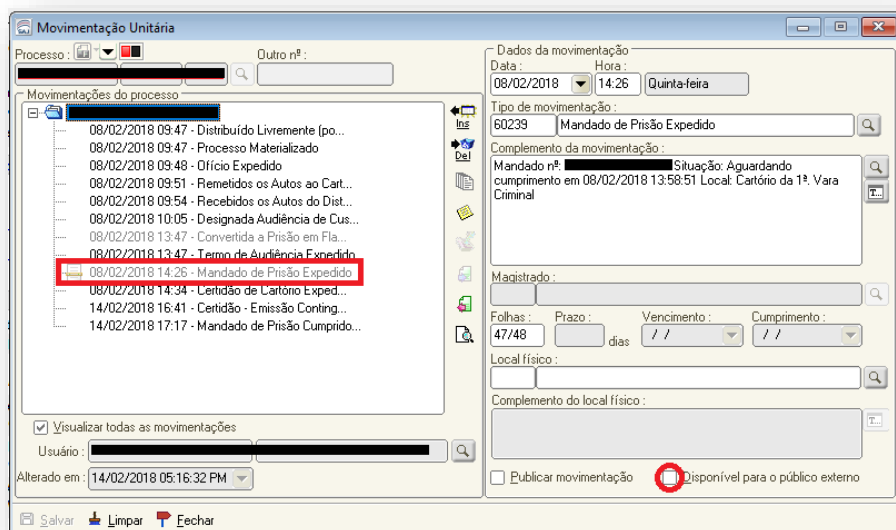 Movimentação Unitária
Processo :
Outro nº :
Movimentações do processo
08/02/2018 09:47 - Distribuído Livremente (po...
08/02/2018 09:47 - Processo Materializado
08/02/2018 09:48 - Ofício Expedido
08/02/2018 09:51 - Remetidos os Autos ao Cart...
08/02/2018 09:54 - Recebidos os Autos do Dist...
08/02/2018 10:05 - Designada Audiência de Cus...
08/02/2018 13:47 - Convertida a Prisão em Fla...
08/02/2018 13:47 - Termo de Audiência Expedido
08/02/2018 14:26 - Mandado de Prisão Expedido
08/02/2018 14:34 - Certidão de Cartório Exped...
14/02/2018 16:41 - Certidão - Emissão Conting...
14/02/2018 17:17 - Mandado de Prisão Cumprido...
Ins
Del
Visualizar todas as movimentações
Usuário :
Alterado em : 14/02/2018 05:16:32 PM
Dados da movimentação
Data : Hora :
08/02/2018 14:26 Quinta-feira
Tipo de movimentação :
60239 Mandado de Prisão Expedido
Complemento da movimentação :
Mandado nº: Situação: Aguardando
cumprimento em 08/02/2018 13:58:51 Local: Cartório da 1ª. Vara
Criminal
T...
Magistrado :
Folhas : Prazo : Vencimento : Cumprimento :
47/48 dias / / / /
Local físico :
Complemento do local físico :
T...
Publicar movimentação Disponível para o público externo
Salvar Limpar Fechar